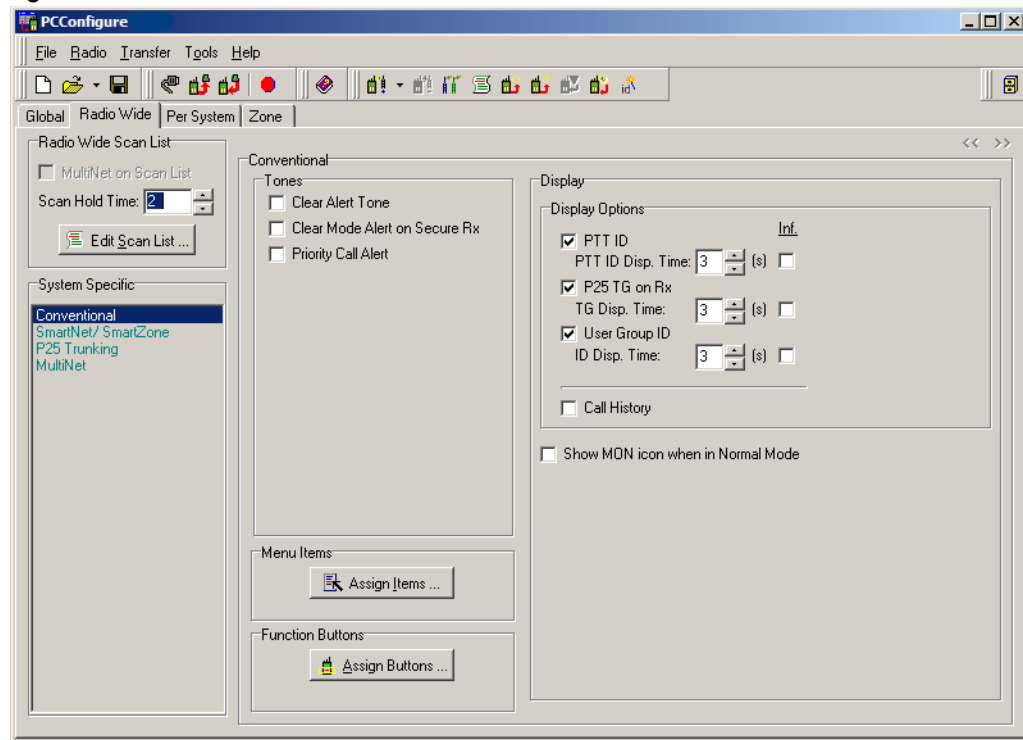 PCConfigure
File Radio Transfer Tools Help
Global Radio Wide Per System Zone
Radio Wide Scan List
MultiNet on Scan List
Scan Hold Time: 2
Edit Scan List ...
System Specific
Conventional
SmartNet/ SmartZone
P25 Trunking
MultiNet
<< >>
Conventional
Tones
Clear Alert Tone
Clear Mode Alert on Secure Rx
Priority Call Alert
Menu Items
Assign Items ...
Function Buttons
Assign Buttons ...
Display
Display Options
Inf.
PTT ID
PTT ID Disp. Time: 3 (s)
P25 TG on Rx
TG Disp. Time: 3 (s)
User Group ID
ID Disp. Time: 3 (s)
Call History
Show MON icon when in Normal Mode